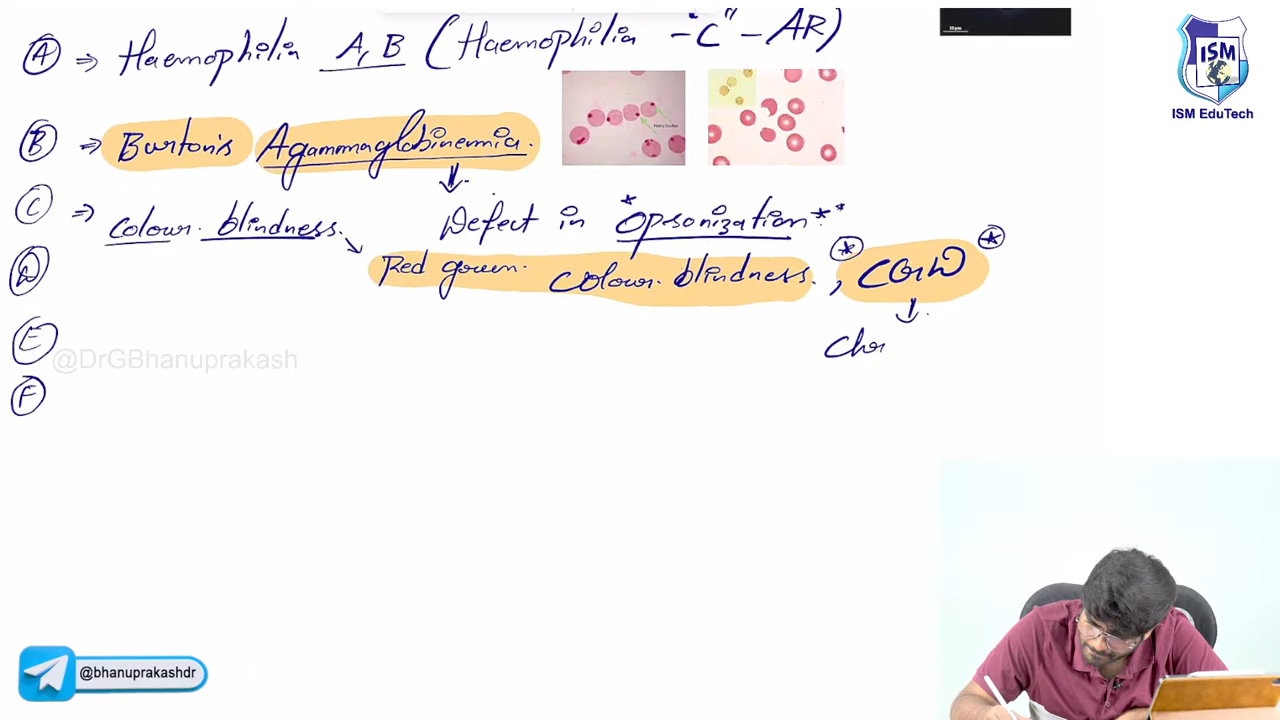 A ⇒ Haemophilia A, B (Haemophilia -"C" - AR)
ISM
ISM EduTech
B ⇒ Burton's Agammaglobinemia.
C ⇒ colour. blindness.
Defect in *Opsonization**
D
Red green. colour. blindness. , * CGD *
Chr
E
@DrGBhanuprakash
F
@bhanuprakashdr